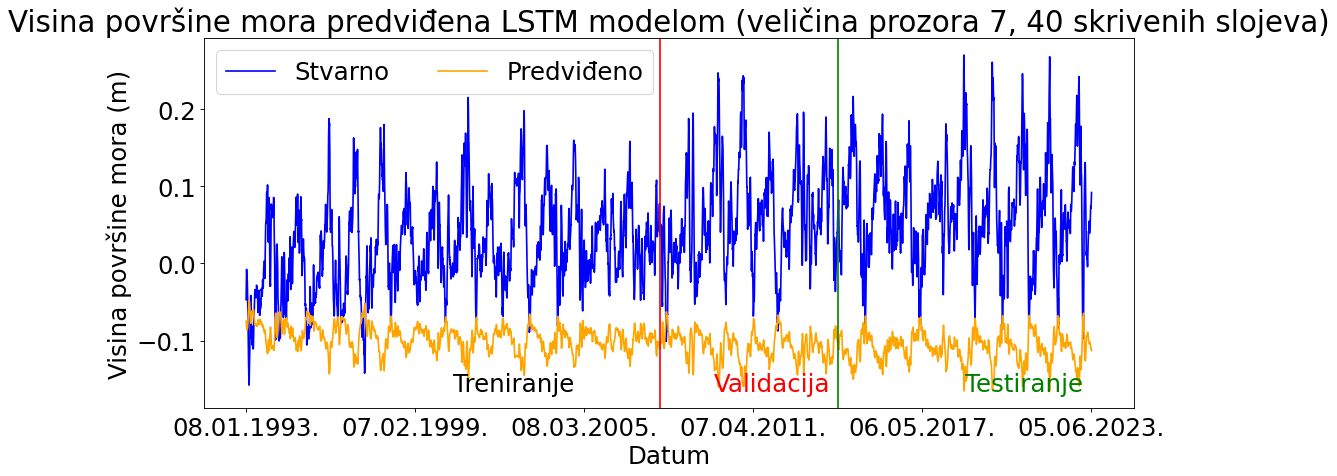 Visina površine mora predviđena LSTM modelom (veličina prozora 7, 40 skrivenih slojeva)
Stvarno
Predviđeno
Visina površine mora (m)
0.2
0.1
0.0
−0.1
Treniranje
Validacija
Testiranje
08.01.1993.
07.02.1999.
08.03.2005.
07.04.2011.
06.05.2017.
05.06.2023.
Datum